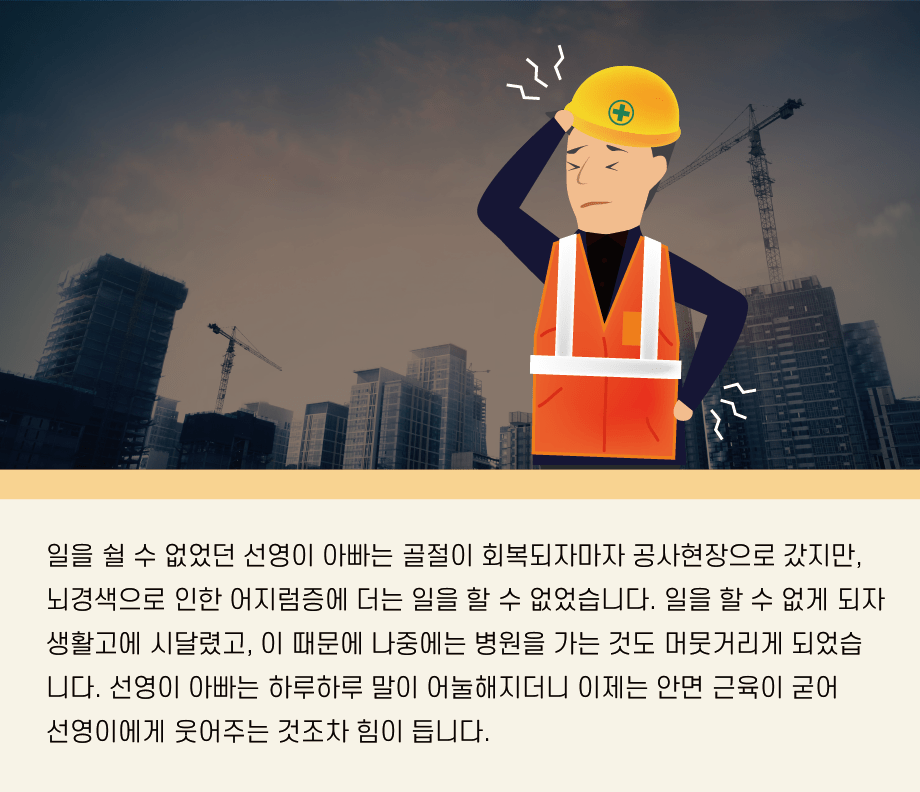 일을 쉴 수 없었던 선영이 아빠는 골절이 회복되자마자 공사현장으로 갔지만,
뇌경색으로 인한 어지럼증에 더는 일을 할 수 없었습니다. 일을 할 수 없게 되자
생활고에 시달렸고, 이 때문에 나중에는 병원을 가는 것도 머뭇거리게 되었습
니다. 선영이 아빠는 하루하루 말이 어눌해지더니 이제는 안면 근육이 굳어
선영이에게 웃어주는 것조차 힘이 듭니다.